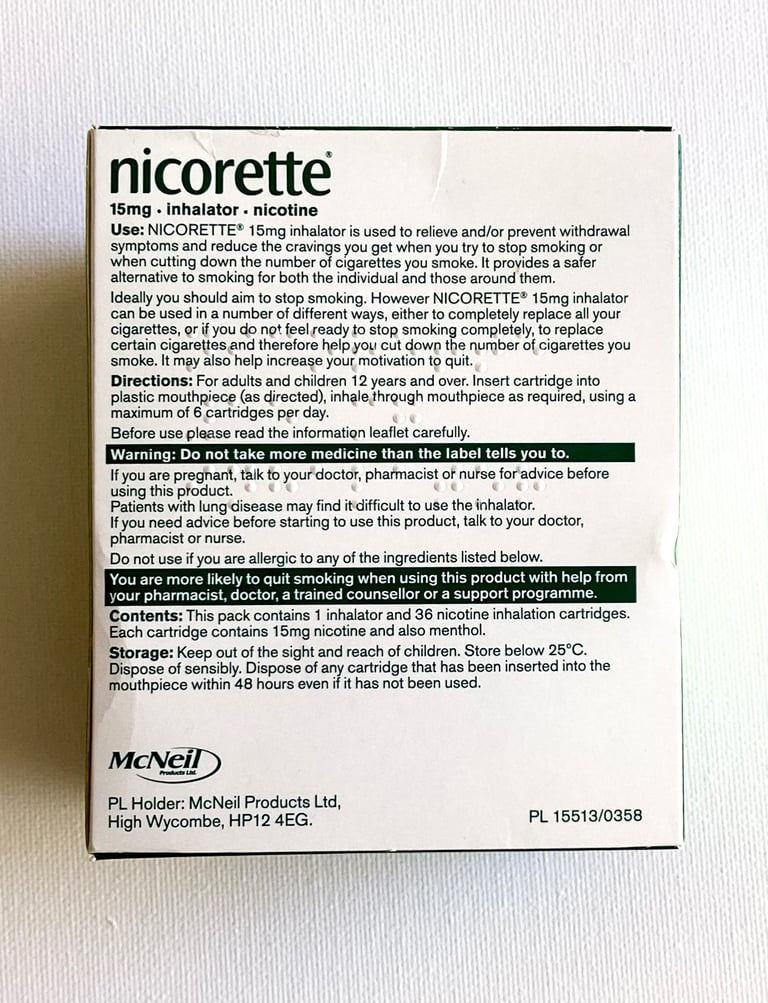 nicorette®
15mg · inhalator · nicotine
Use: NICORETTE® 15mg inhalator is used to relieve and/or prevent withdrawal
symptoms and reduce the cravings you get when you try to stop smoking or
when cutting down the number of cigarettes you smoke. It provides a safer
alternative to smoking for both the individual and those around them.
Ideally you should aim to stop smoking. However NICORETTE® 15mg inhalator
can be used in a number of different ways, either to completely replace all your
cigarettes, or if you do not feel ready to stop smoking completely, to replace
certain cigarettes and therefore help you cut down the number of cigarettes you
smoke. It may also help increase your motivation to quit.
Directions: For adults and children 12 years and over. Insert cartridge into
plastic mouthpiece (as directed), inhale through mouthpiece as required, using a
maximum of 6 cartridges per day.
Before use please read the information leaflet carefully.
Warning: Do not take more medicine than the label tells you to.
If you are pregnant, talk to your doctor, pharmacist or nurse for advice before
using this product.
Patients with lung disease may find it difficult to use the inhalator.
If you need advice before starting to use this product, talk to your doctor,
pharmacist or nurse.
Do not use if you are allergic to any of the ingredients listed below.
You are more likely to quit smoking when using this product with help from
your pharmacist, doctor, a trained counsellor or a support programme.
Contents: This pack contains 1 inhalator and 36 nicotine inhalation cartridges.
Each cartridge contains 15mg nicotine and also menthol.
Storage: Keep out of the sight and reach of children. Store below 25°C.
Dispose of sensibly. Dispose of any cartridge that has been inserted into the
mouthpiece within 48 hours even if it has not been used.
McNeil
Products Ltd.
PL Holder: McNeil Products Ltd,
High Wycombe, HP12 4EG.
PL 15513/0358